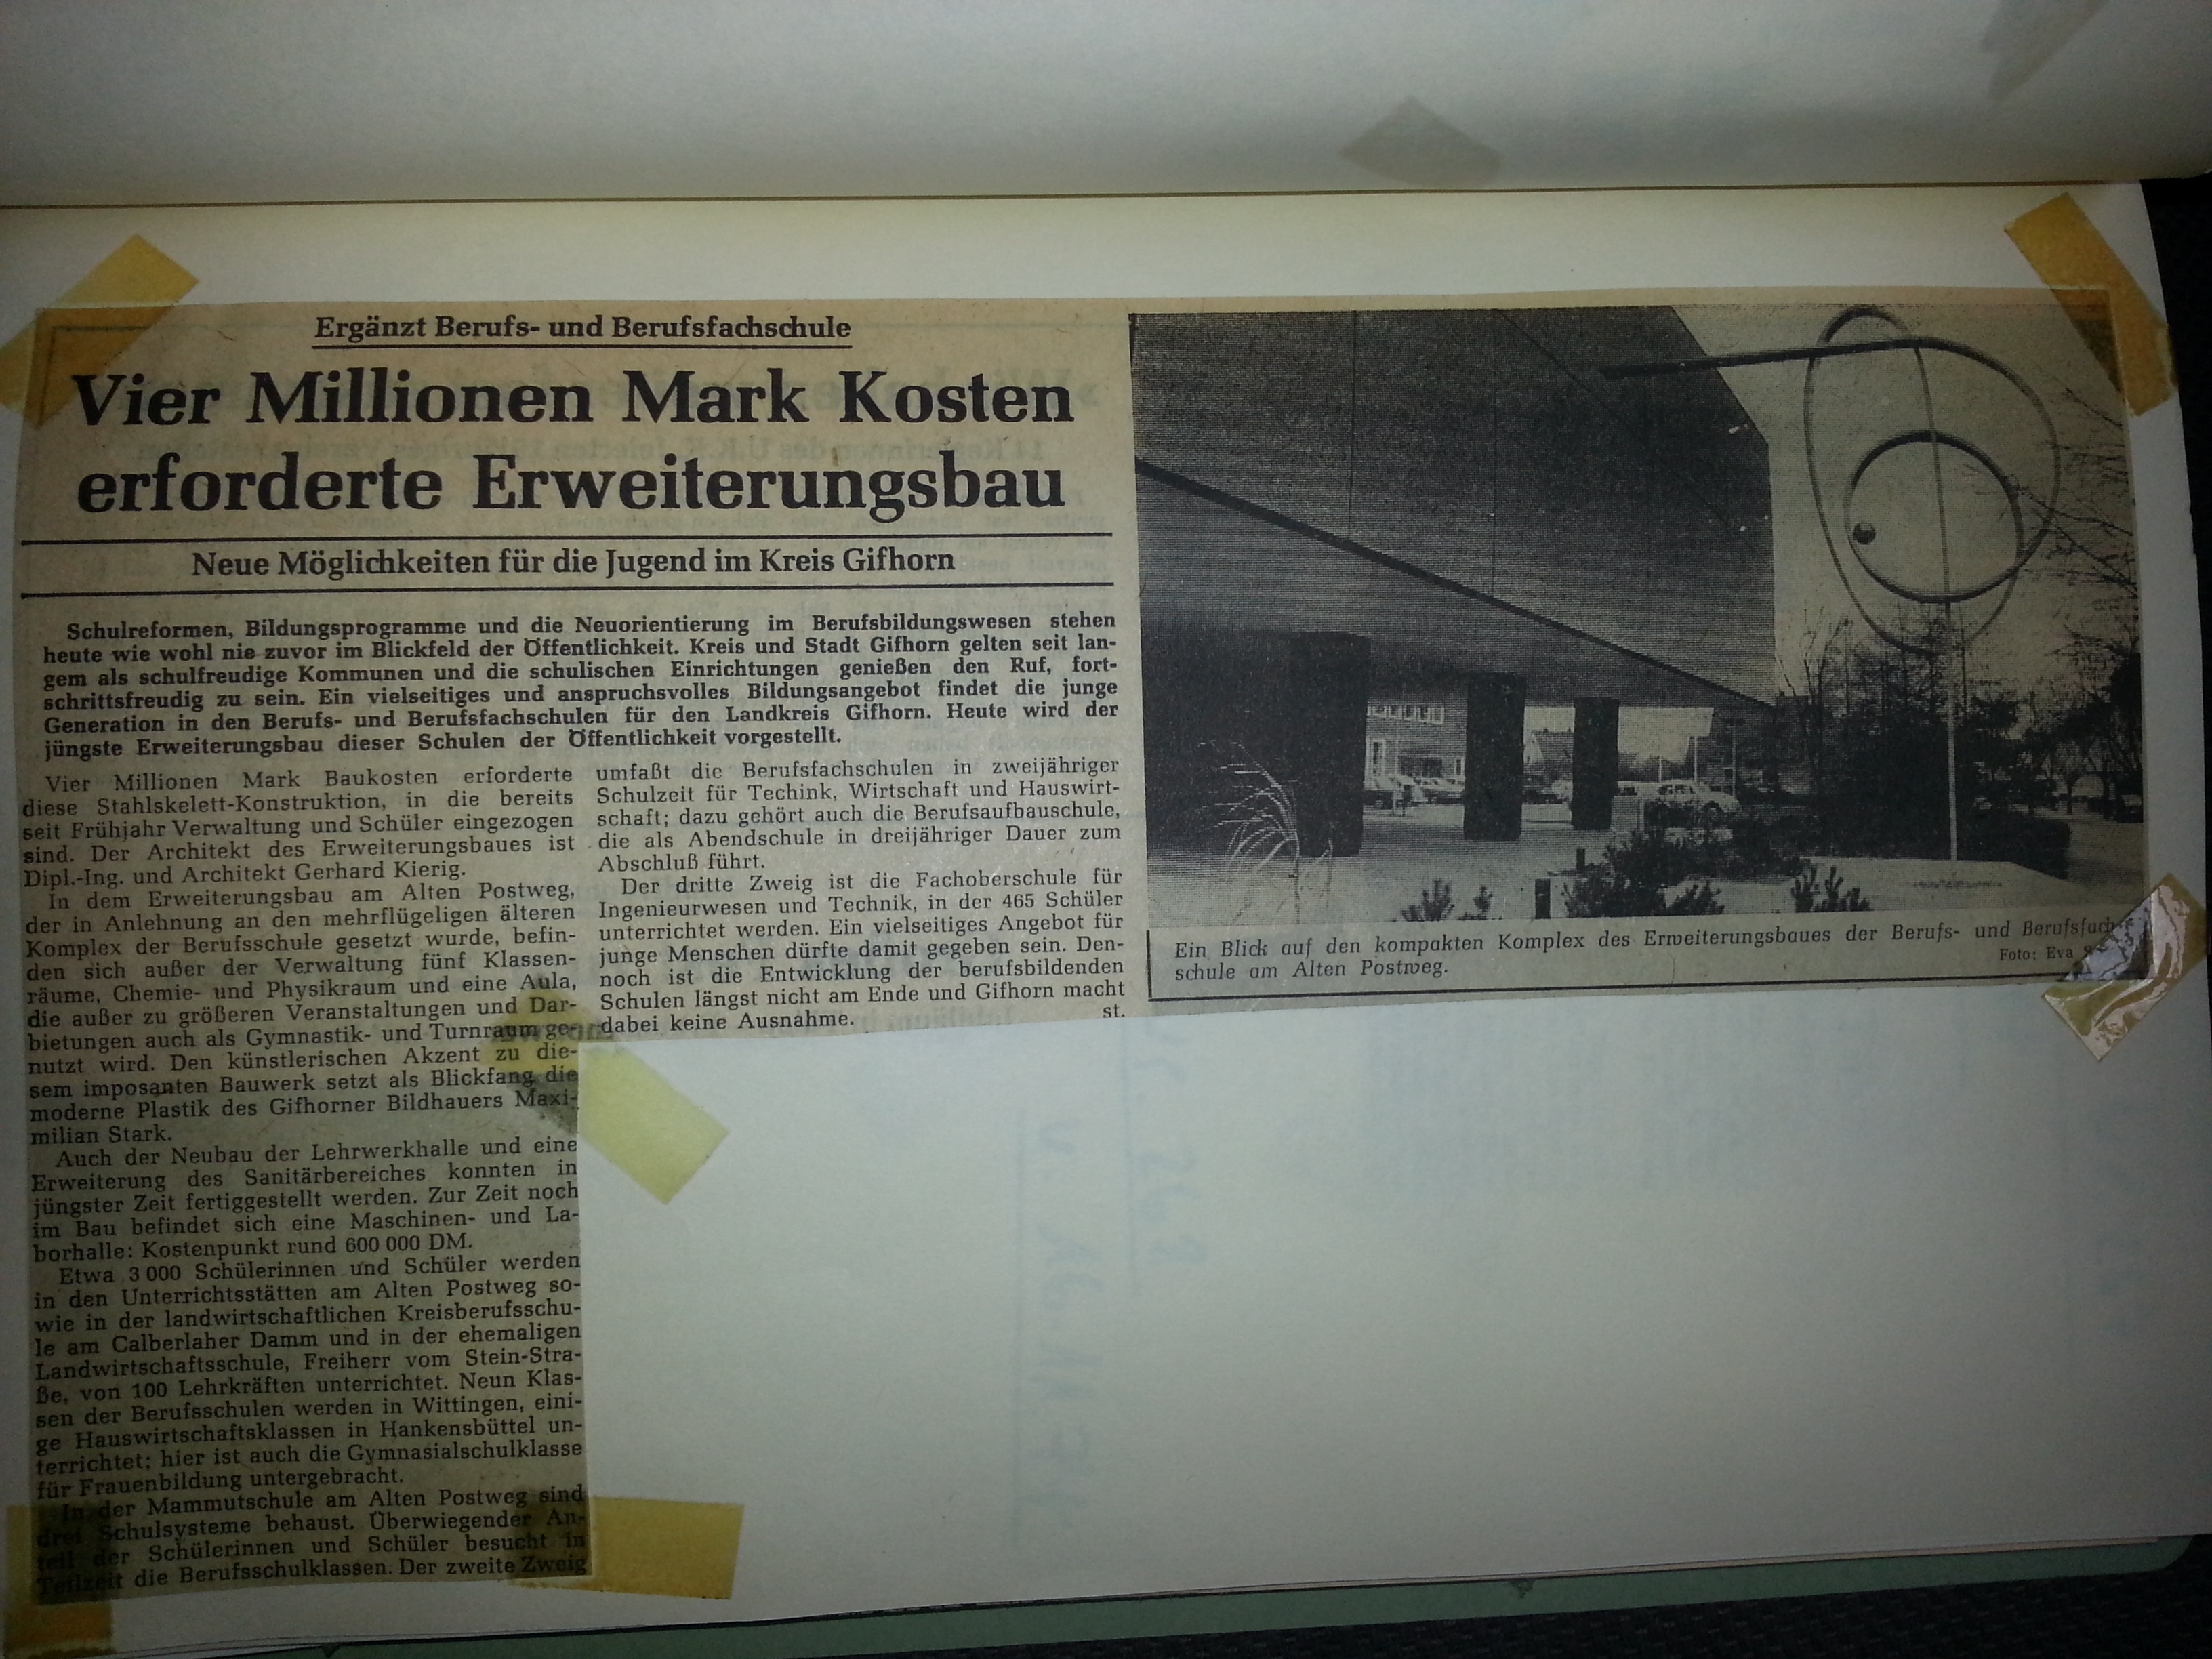 Ergänzt Berufs- und Berufsfachschule
Vier Millionen Mark Kosten
erforderte Erweiterungsbau
Neue Möglichkeiten für die Jugend im Kreis Gifhorn
Schulreformen, Bildungsprogramme und die Neuorientierung im Berufsbildungswesen stehen
heute wie wohl nie zuvor im Blickfeld der Öffentlichkeit. Kreis und Stadt Gifhorn gelten seit lan-
gem als schulfreudige Kommunen und die schulischen Einrichtungen genießen den Ruf, fort-
schrittsfreudig zu sein. Ein vielseitiges und anspruchsvolles Bildungsangebot findet die junge
Generation in den Berufs- und Berufsfachschulen für den Landkreis Gifhorn. Heute wird der
jüngste Erweiterungsbau dieser Schulen der Öffentlichkeit vorgestellt.
Vier Millionen Mark Baukosten erforderte
diese Stahlskelett-Konstruktion, in die bereits
seit Frühjahr Verwaltung und Schüler eingezogen
sind. Der Architekt des Erweiterungsbaues ist
Dipl.-Ing. und Architekt Gerhard Kierig.
In dem Erweiterungsbau am Alten Postweg,
der in Anlehnung an den mehrflügeligen älteren
Komplex der Berufsschule gesetzt wurde, befin-
den sich außer der Verwaltung fünf Klassen-
räume, Chemie- und Physikraum und eine Aula,
die außer zu größeren Veranstaltungen und Dar-
bietungen auch als Gymnastik- und Turnraum ge-
nutzt wird. Den künstlerischen Akzent zu die-
sem imposanten Bauwerk setzt als Blickfang die
moderne Plastik des Gifhorner Bildhauers Maxi-
milian Stark.
Auch der Neubau der Lehrwerkhalle und eine
Erweiterung des Sanitärbereiches konnten in
jüngster Zeit fertiggestellt werden. Zur Zeit noch
im Bau befindet sich eine Maschinen- und La-
borhalle: Kostenpunkt rund 600 000 DM.
Etwa 3 000 Schülerinnen und Schüler werden
in den Unterrichtsstätten am Alten Postweg so-
wie in der landwirtschaftlichen Kreisberufsschu-
le am Calberlaher Damm und in der ehemaligen
Landwirtschaftsschule, Freiherr vom Stein-Stra-
ße, von 100 Lehrkräften unterrichtet. Neun Klas-
sen der Berufsschulen werden in Wittingen, eini-
ge Hauswirtschaftsklassen in Hankensbüttel un-
terrichtet; hier ist auch die Gymnasialschulklasse
für Frauenbildung untergebracht.
In der Mammutschule am Alten Postweg sind
drei Schulsysteme behaust. Überwiegender An-
teil der Schülerinnen und Schüler besucht in
Teilzeit die Berufsschulklassen. Der zweite Zweig
umfaßt die Berufsfachschulen in zweijähriger
Schulzeit für Techink, Wirtschaft und Hauswirt-
schaft; dazu gehört auch die Berufsaufbauschule,
die als Abendschule in dreijähriger Dauer zum
Abschluß führt.
Der dritte Zweig ist die Fachoberschule für
Ingenieurwesen und Technik, in der 465 Schüler
unterrichtet werden. Ein vielseitiges Angebot für
junge Menschen dürfte damit gegeben sein. Den-
noch ist die Entwicklung der berufsbildenden
Schulen längst nicht am Ende und Gifhorn macht
dabei keine Ausnahme. st.
Ein Blick auf den kompakten Komplex des Erweiterungsbaues der Berufs- und Berufsfach-
schule am Alten Postweg. Foto: Eva